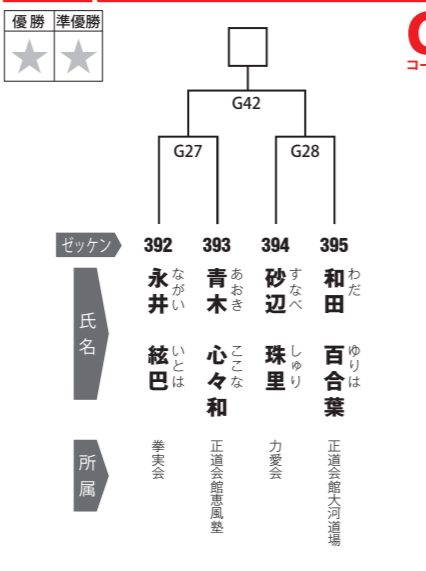 優勝 準優勝
コー
G42
G27 G28
ゼッケン 392 393 394 395
氏名
永井 絃巴
ながい いとは
青木 心々和
あおき ここな
砂辺 珠里
すなべ しゅり
和田 百合葉
わだ ゆりは
所属
拳実会
正道会館恵風塾
力愛会
正道会館大河道場